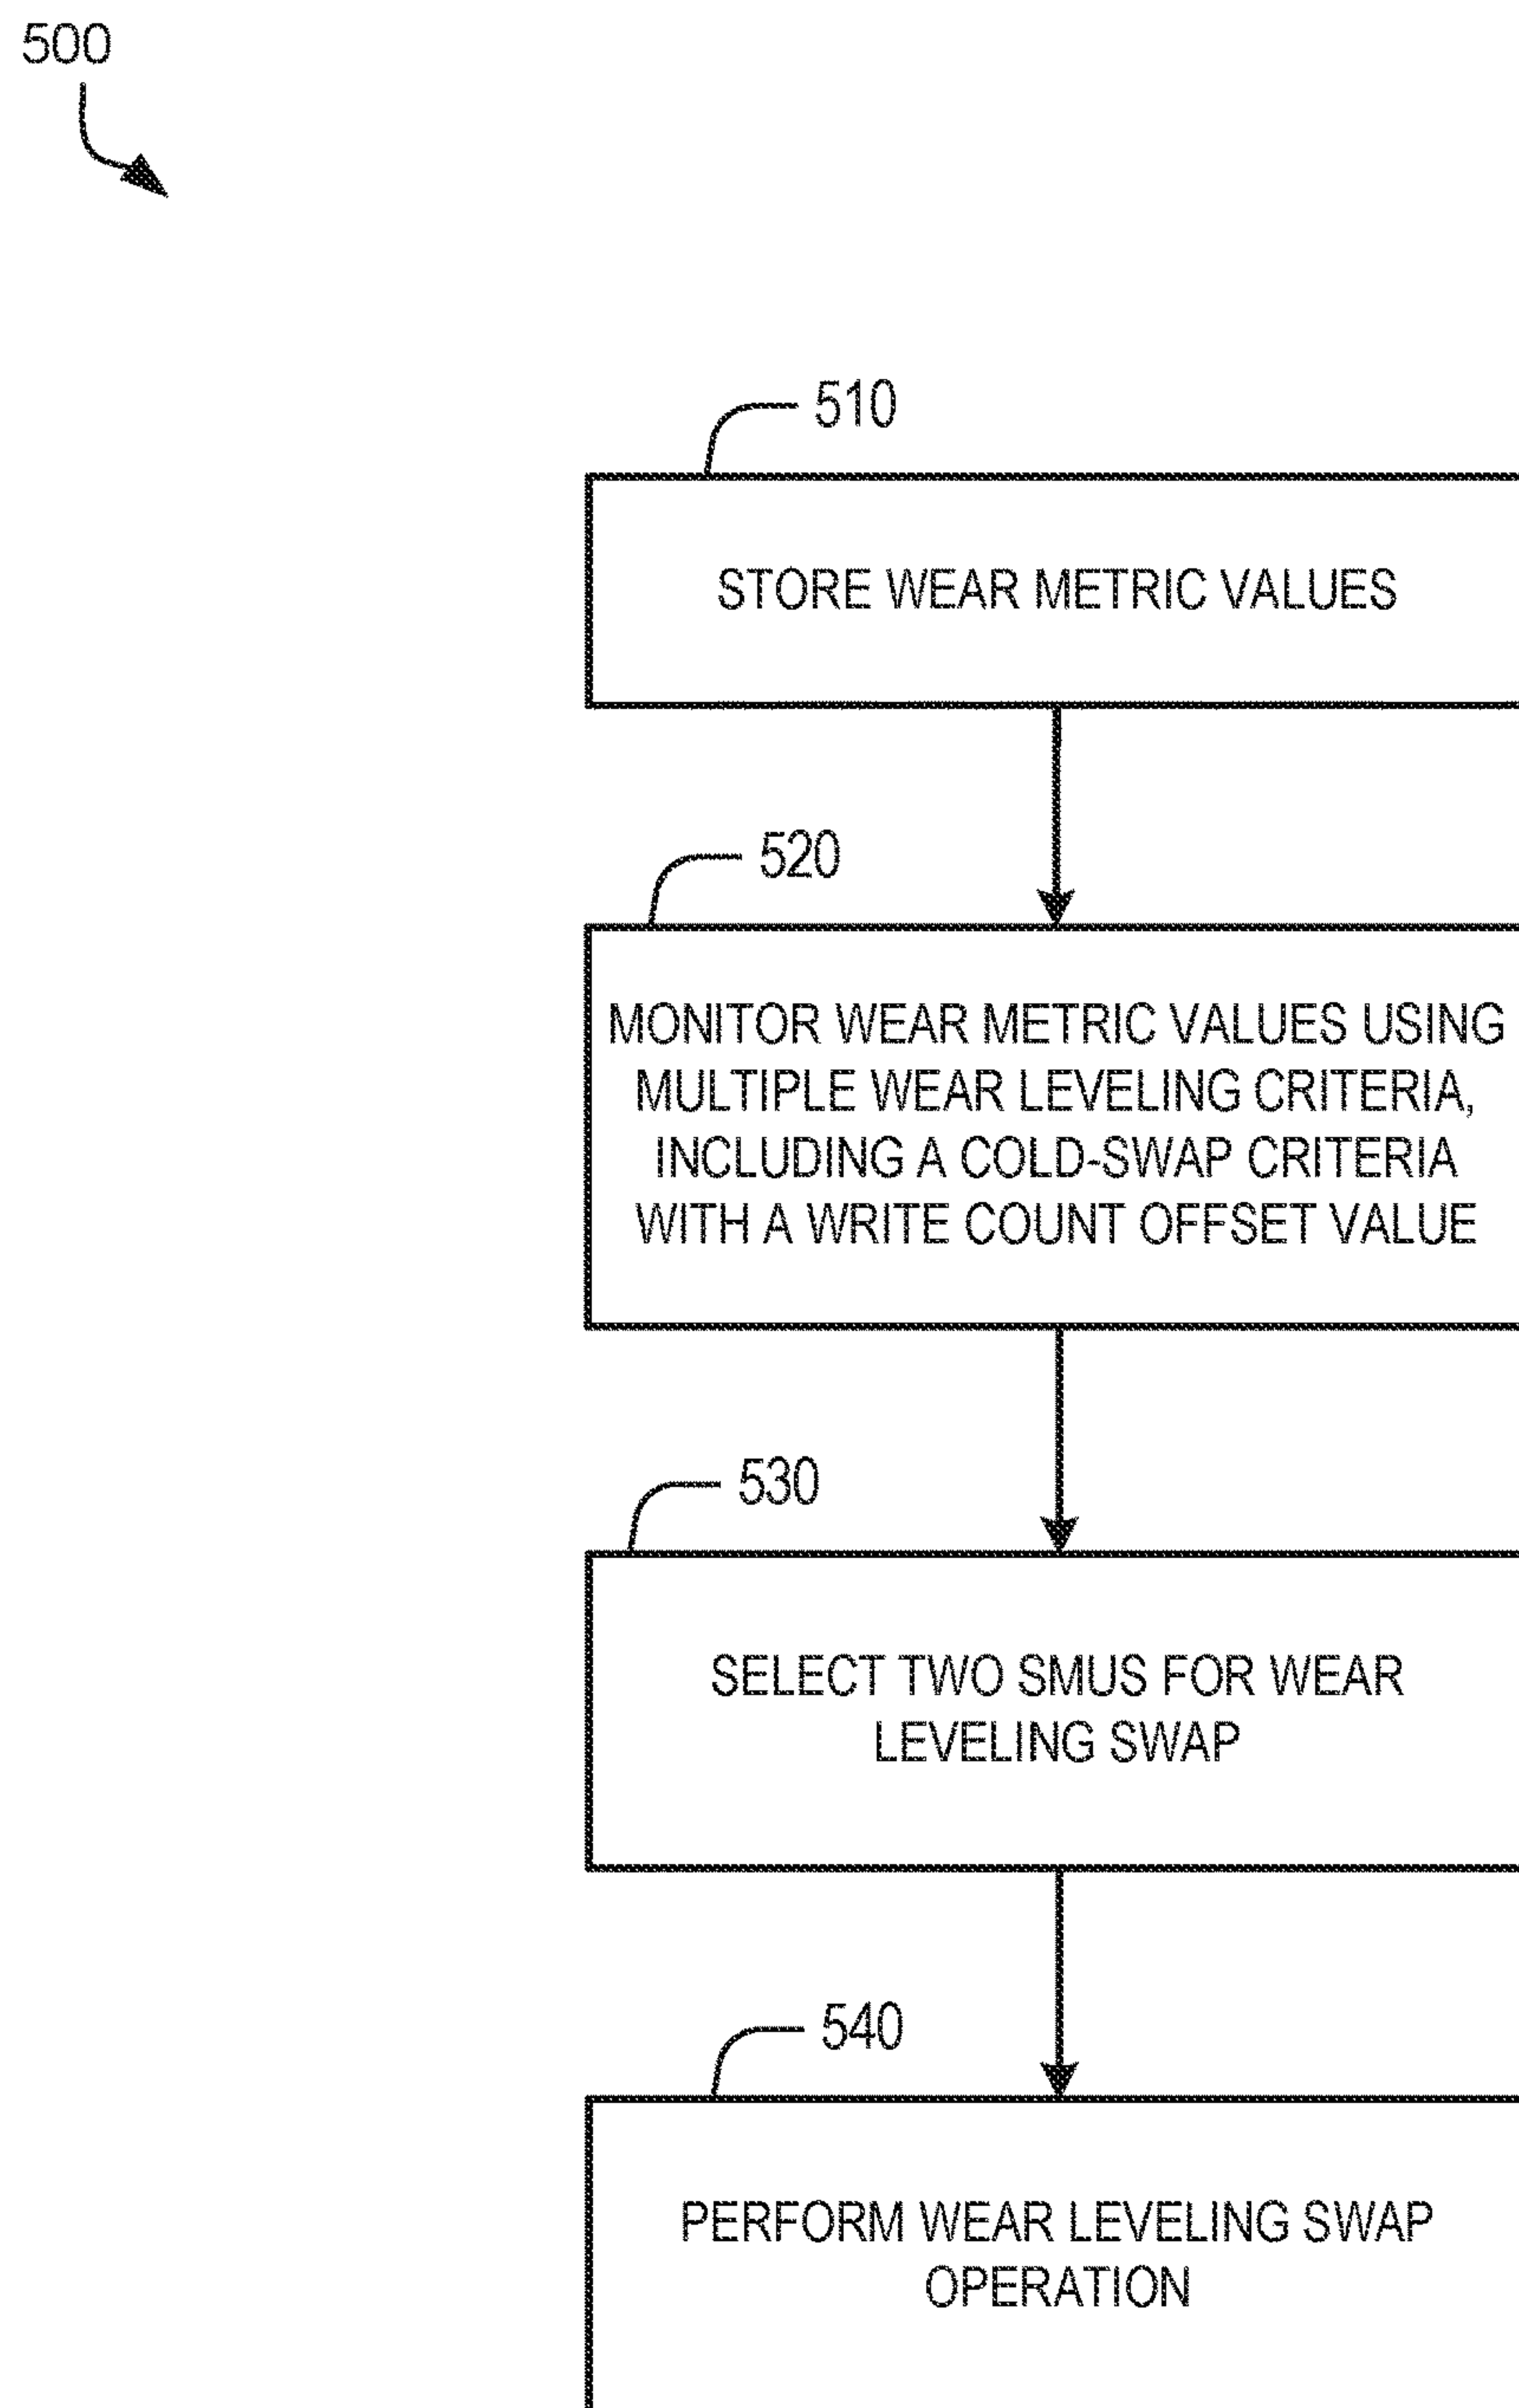 500
510
STORE WEAR METRIC VALUES
520
MONITOR WEAR METRIC VALUES USING
MULTIPLE WEAR LEVELING CRITERIA,
INCLUDING A COLD-SWAP CRITERIA
WITH A WRITE COUNT OFFSET VALUE
530
SELECT TWO SMUS FOR WEAR
LEVELING SWAP
540
PERFORM WEAR LEVELING SWAP
OPERATION